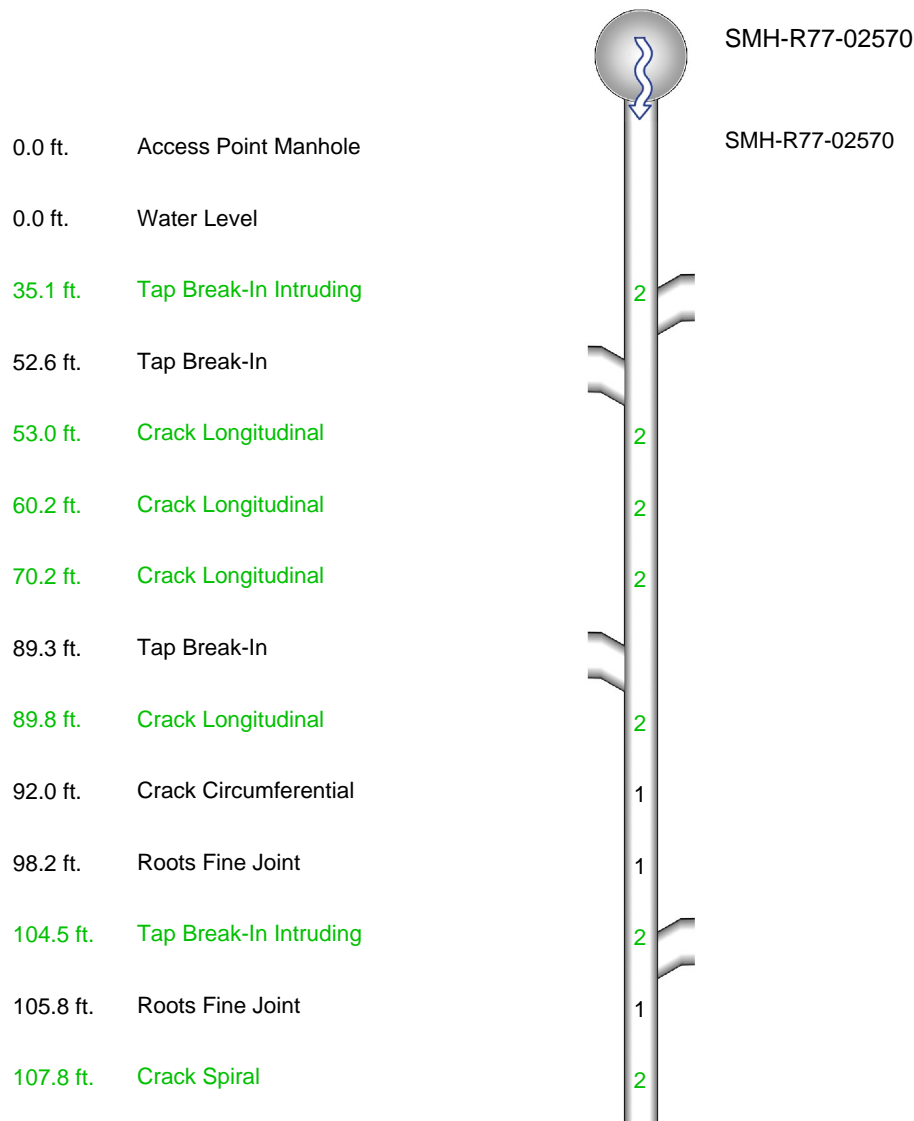 SMH-R77-02570
0.0 ft. Access Point Manhole SMH-R77-02570
0.0 ft. Water Level
35.1 ft. Tap Break-In Intruding 2
52.6 ft. Tap Break-In
53.0 ft. Crack Longitudinal 2
60.2 ft. Crack Longitudinal 2
70.2 ft. Crack Longitudinal 2
89.3 ft. Tap Break-In
89.8 ft. Crack Longitudinal 2
92.0 ft. Crack Circumferential 1
98.2 ft. Roots Fine Joint 1
104.5 ft. Tap Break-In Intruding 2
105.8 ft. Roots Fine Joint 1
107.8 ft. Crack Spiral 2